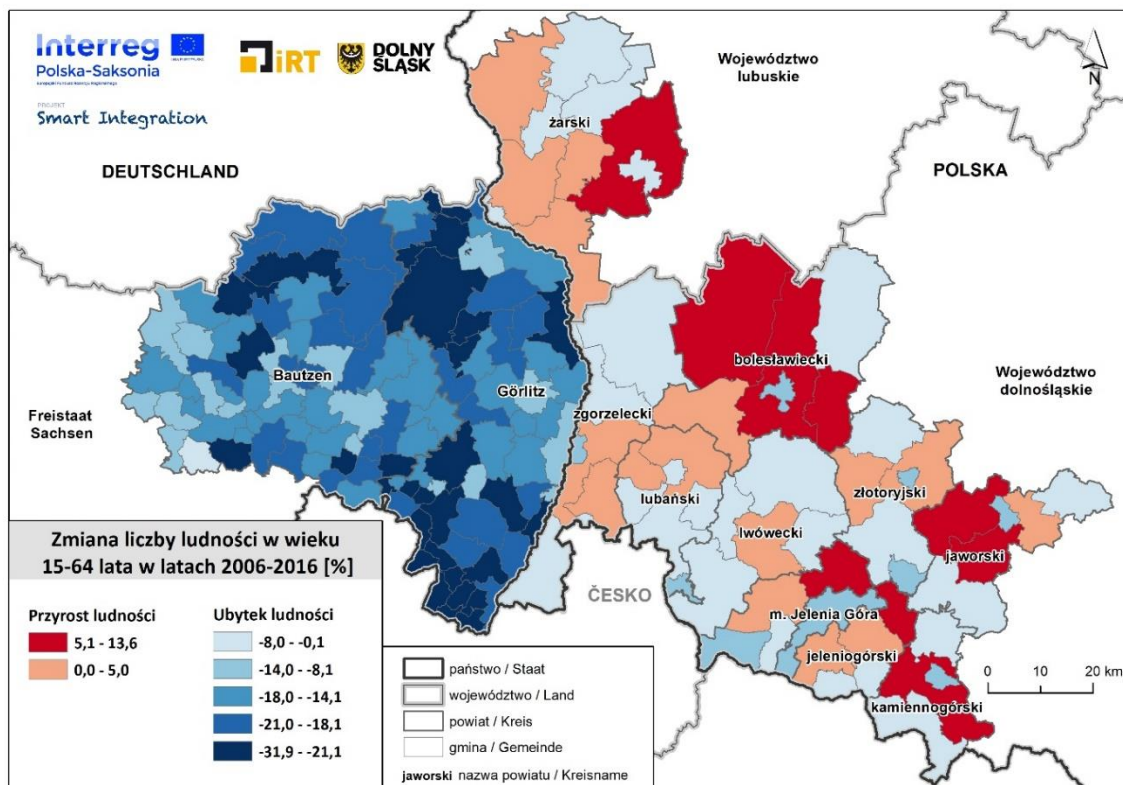 Interreg
Polska-Saksonia
iRT
DOLNY
ŚLĄSK
PROJEKT
Smart Integration
Województwo
lubuskie
N
żarski
DEUTSCHLAND
POLSKA
bolesławiecki
Bautzen
Görlitz
Województwo
dolnośląskie
Freistaat
Sachsen
zgorzelecki
lubański
złotoryjski
lwówecki
jaworski
ČESKO
m. Jelenia Góra
jeleniogórski
kamiennogórski
0 10 20 km
Zmiana liczby ludności w wieku
15-64 lata w latach 2006-2016 [%]
Przyrost ludności
5,1 - 13,6
0,0 - 5,0
Ubytek ludności
-8,0 - -0,1
-14,0 - -8,1
-18,0 - -14,1
-21,0 - -18,1
-31,9 - -21,1
państwo / Staat
województwo / Land
powiat / Kreis
gmina / Gemeinde
jaworski nazwa powiatu / Kreisname